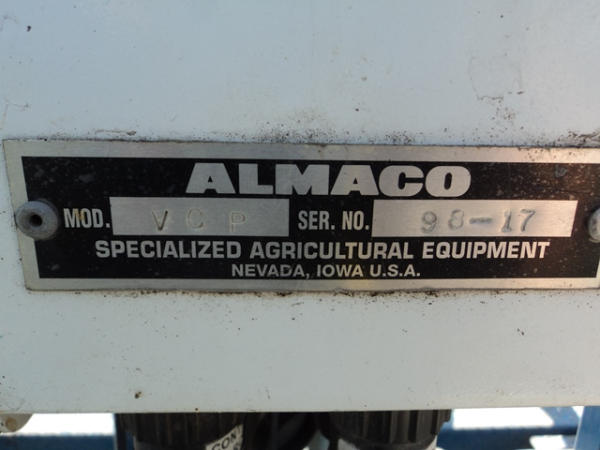 ALMACO
MOD. VCP SER. NO. 98-17
SPECIALIZED AGRICULTURAL EQUIPMENT
NEVADA, IOWA U.S.A.